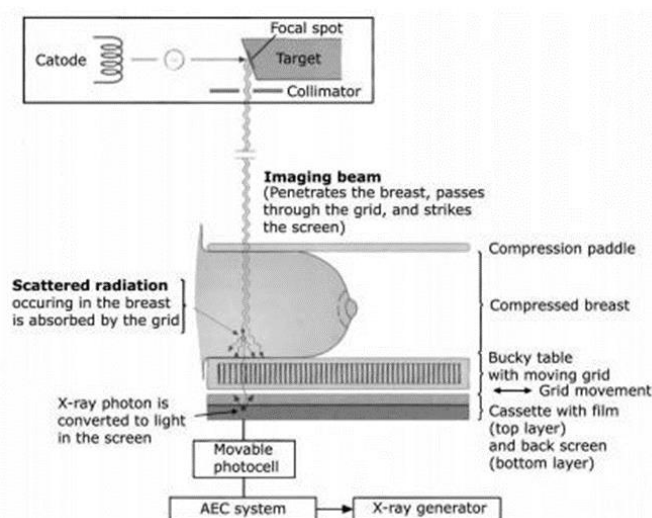 Focal spot
Catode
Target
Collimator
Imaging beam
(Penetrates the breast, passes
through the grid, and strikes
the screen)
Compression paddle
Scattered radiation
occuring in the breast
is absorbed by the grid
Compressed breast
Bucky table
with moving grid
Grid movement
X-ray photon is
converted to light
in the screen
Cassette with film
(top layer)
and back screen
(bottom layer)
Movable
photocell
AEC system
X-ray generator